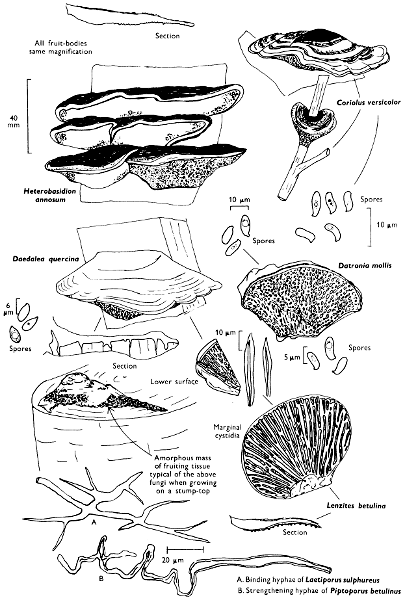 Section
All fruit-bodies
same magnification
40
mm
Coriolus versicolor
Heterobasidion
annosum
10 µm
Spores
10 µm
Spores
Daedalea quercina
Datronia mollis
6
µm
Spores
Section
10 µm
Lower surface
5 µm
Spores
Marginal
cystidia
Amorphous mass
of fruiting tissue
typical of the above
fungi when growing
on a stump-top
Lenzites betulina
A
Section
20 µm
B
A. Binding hyphae of Laetiporus sulphureus
B. Strengthening hyphae of Piptoporus betulinus